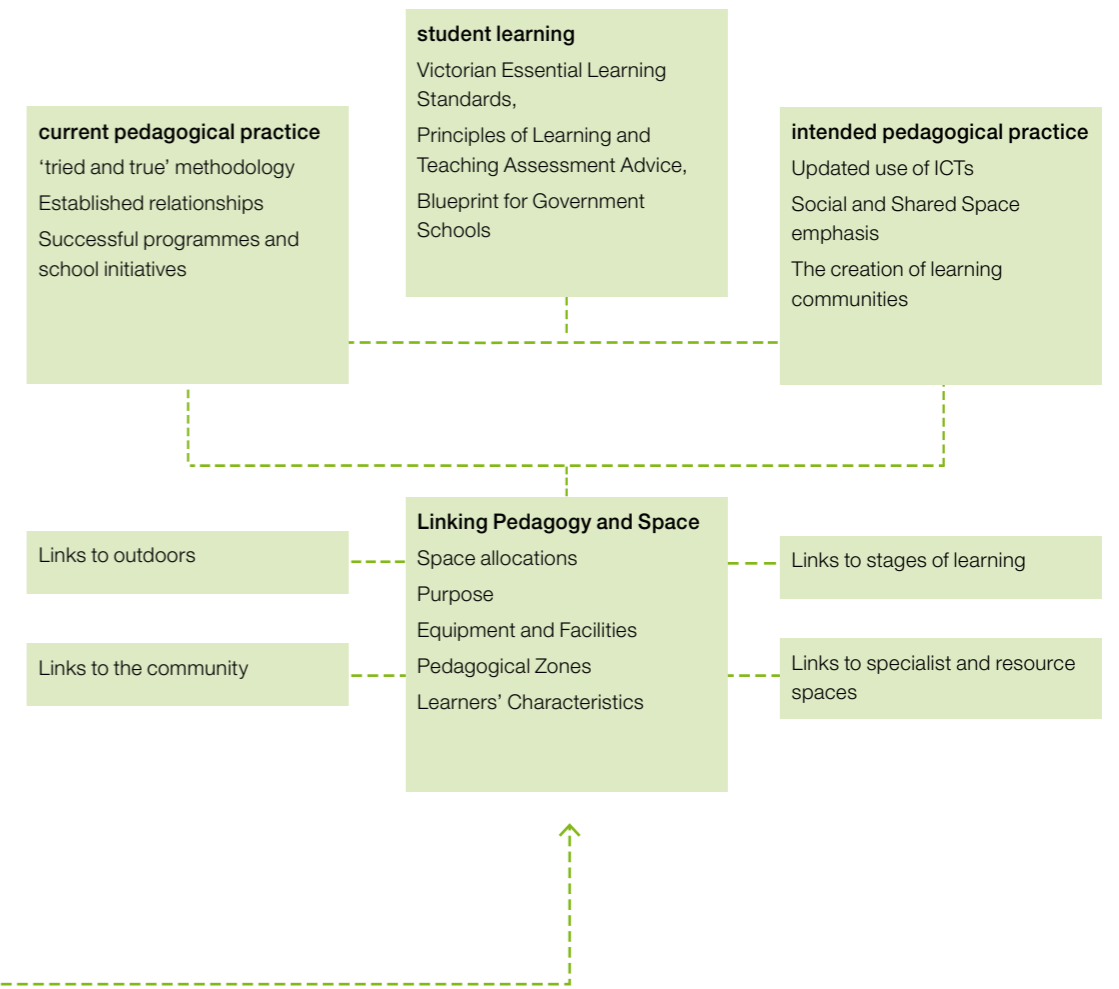 student learning
Victorian Essential Learning
Standards,
Principles of Learning and
Teaching Assessment Advice,
Blueprint for Government
Schools
current pedagogical practice
‘tried and true’ methodology
Established relationships
Successful programmes and
school initiatives
intended pedagogical practice
Updated use of ICTs
Social and Shared Space
emphasis
The creation of learning
communities
Linking Pedagogy and Space
Space allocations
Purpose
Equipment and Facilities
Pedagogical Zones
Learners’ Characteristics
Links to outdoors
Links to the community
Links to stages of learning
Links to specialist and resource
spaces